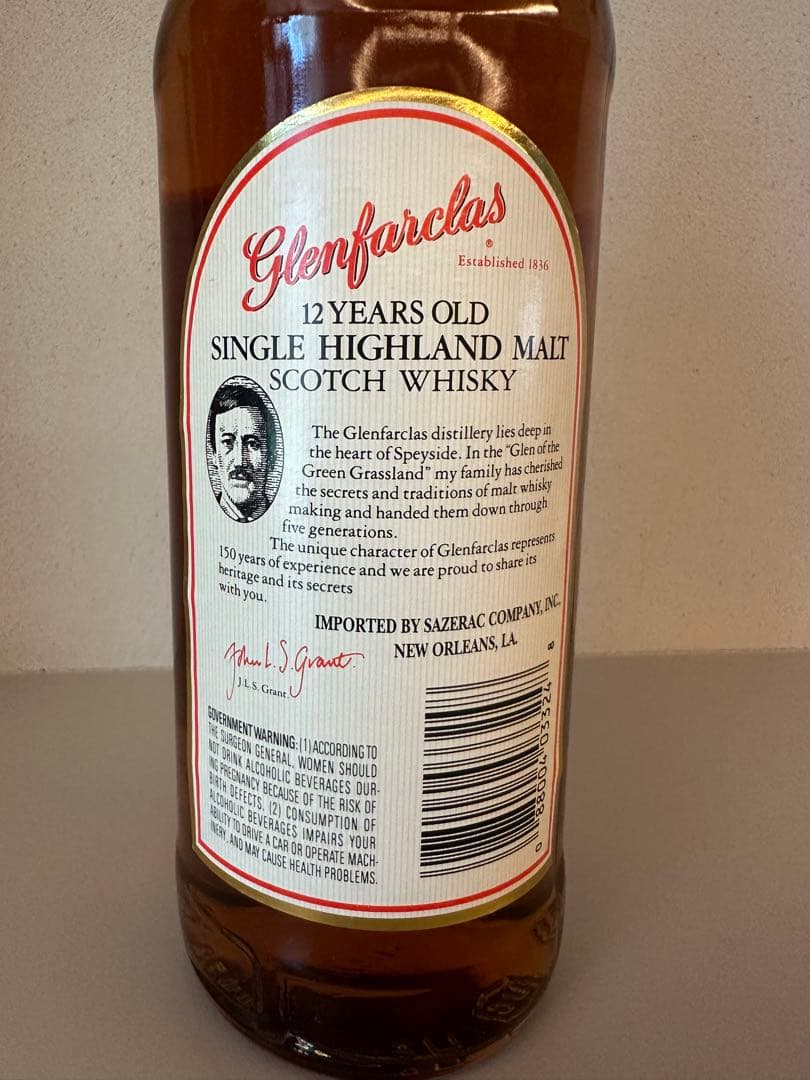 Glenfarclas
®
Established 1836
12 YEARS OLD
SINGLE HIGHLAND MALT
SCOTCH WHISKY
The Glenfarclas distillery lies deep in
the heart of Speyside. In the “Glen of the
Green Grassland” my family has cherished
the secrets and traditions of malt whisky
making and handed them down through
five generations.
The unique character of Glenfarclas represents
150 years of experience and we are proud to share its
heritage and its secrets
with you.
IMPORTED BY SAZERAC COMPANY, INC.
NEW ORLEANS, LA.
John L. S. Grant.
J.L.S. Grant.
GOVERNMENT WARNING: (1) ACCORDING TO
THE SURGEON GENERAL, WOMEN SHOULD
NOT DRINK ALCOHOLIC BEVERAGES DUR-
ING PREGNANCY BECAUSE OF THE RISK OF
BIRTH DEFECTS. (2) CONSUMPTION OF
ALCOHOLIC BEVERAGES IMPAIRS YOUR
ABILITY TO DRIVE A CAR OR OPERATE MACH-
INERY, AND MAY CAUSE HEALTH PROBLEMS.
0 88004 03324 8